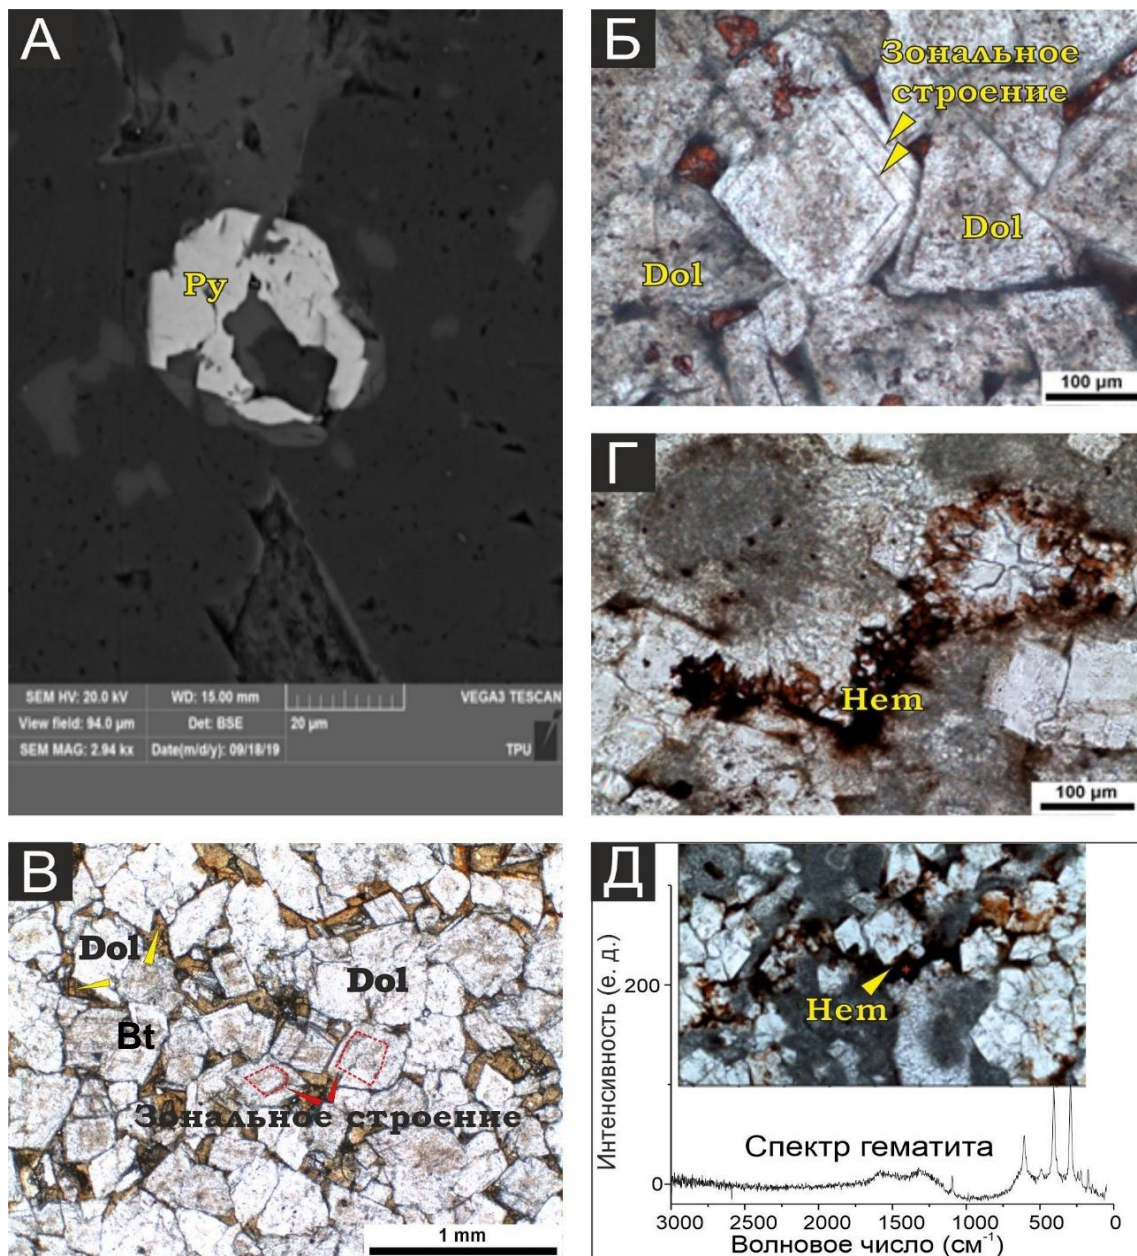 А
Py
SEM HV: 20.0 kV
WD: 15.00 mm
VEGA3 TESCAN
View field: 94.0 µm
Det: BSE
20 µm
SEM MAG: 2.94 kx
Date(m/d/y): 09/18/19
TPU
Б
Зональное
строение
Dol
Dol
100 µm
Г
Hem
100 µm
В
Dol
Dol
Bt
Зональное строение
1 mm
Д
Hem
Интенсивность (е. д.)
200
0
Спектр гематита
3000 2500 2000 1500 1000 500 0
Волновое число (см⁻¹)